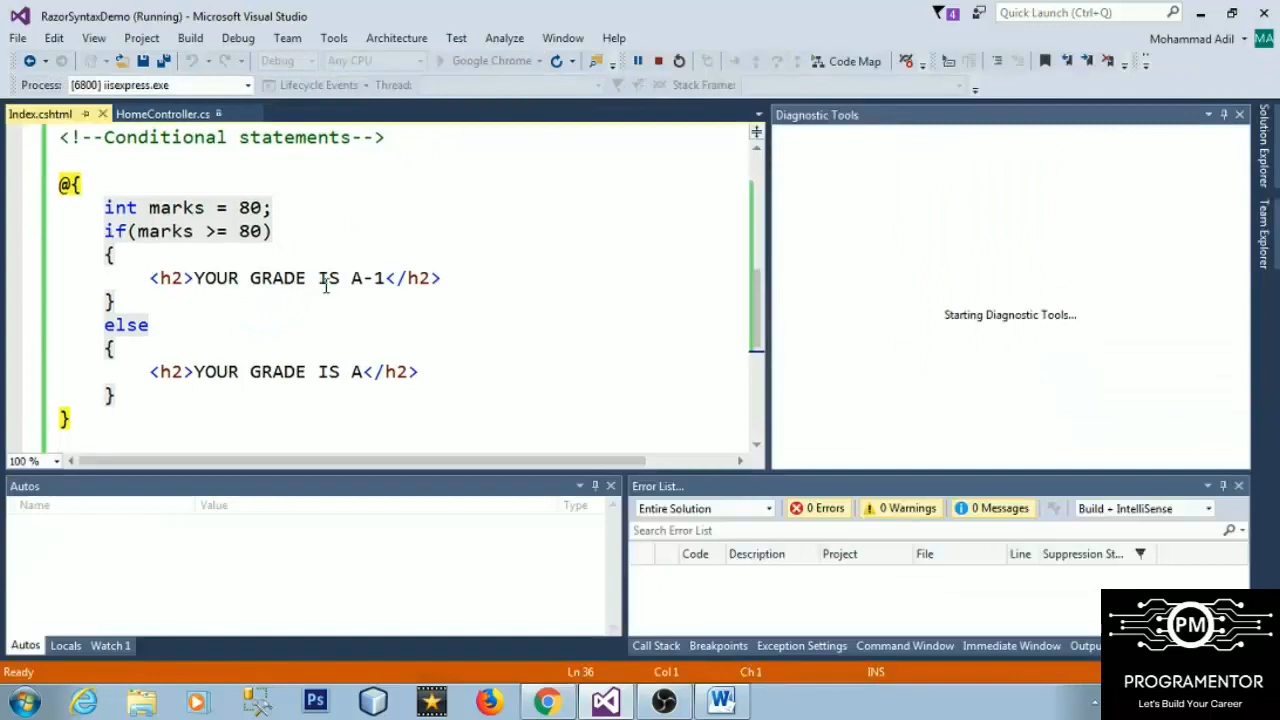 RazorSyntaxDemo (Running) - Microsoft Visual Studio
4
Quick Launch (Ctrl+Q)
File Edit View Project Build Debug Team Tools Architecture Test Analyze Window Help
Mohammad Adil
MA
Debug Any CPU Google Chrome Code Map
Process: [6800] iisexpress.exe Lifecycle Events Thread: Stack Frame:
Index.cshtml HomeController.cs
Diagnostic Tools
Solution Explorer
Team Explorer
<!--Conditional statements-->
@{
int marks = 80;
if(marks >= 80)
{
<h2>YOUR GRADE IS A-1</h2>
}
else
{
<h2>YOUR GRADE IS A</h2>
}
}
Starting Diagnostic Tools...
100 %
Autos
Name Value Type
Autos Locals Watch 1
Error List...
Entire Solution 0 Errors 0 Warnings 0 Messages Build + IntelliSense
Search Error List
Code Description Project File Line Suppression St...
Call Stack Breakpoints Exception Settings Command Window Immediate Window Outpu
Ready Ln 36 Col 1 Ch 1 INS
Ps
W
PM
PROGRAMENTOR
Let's Build Your Career